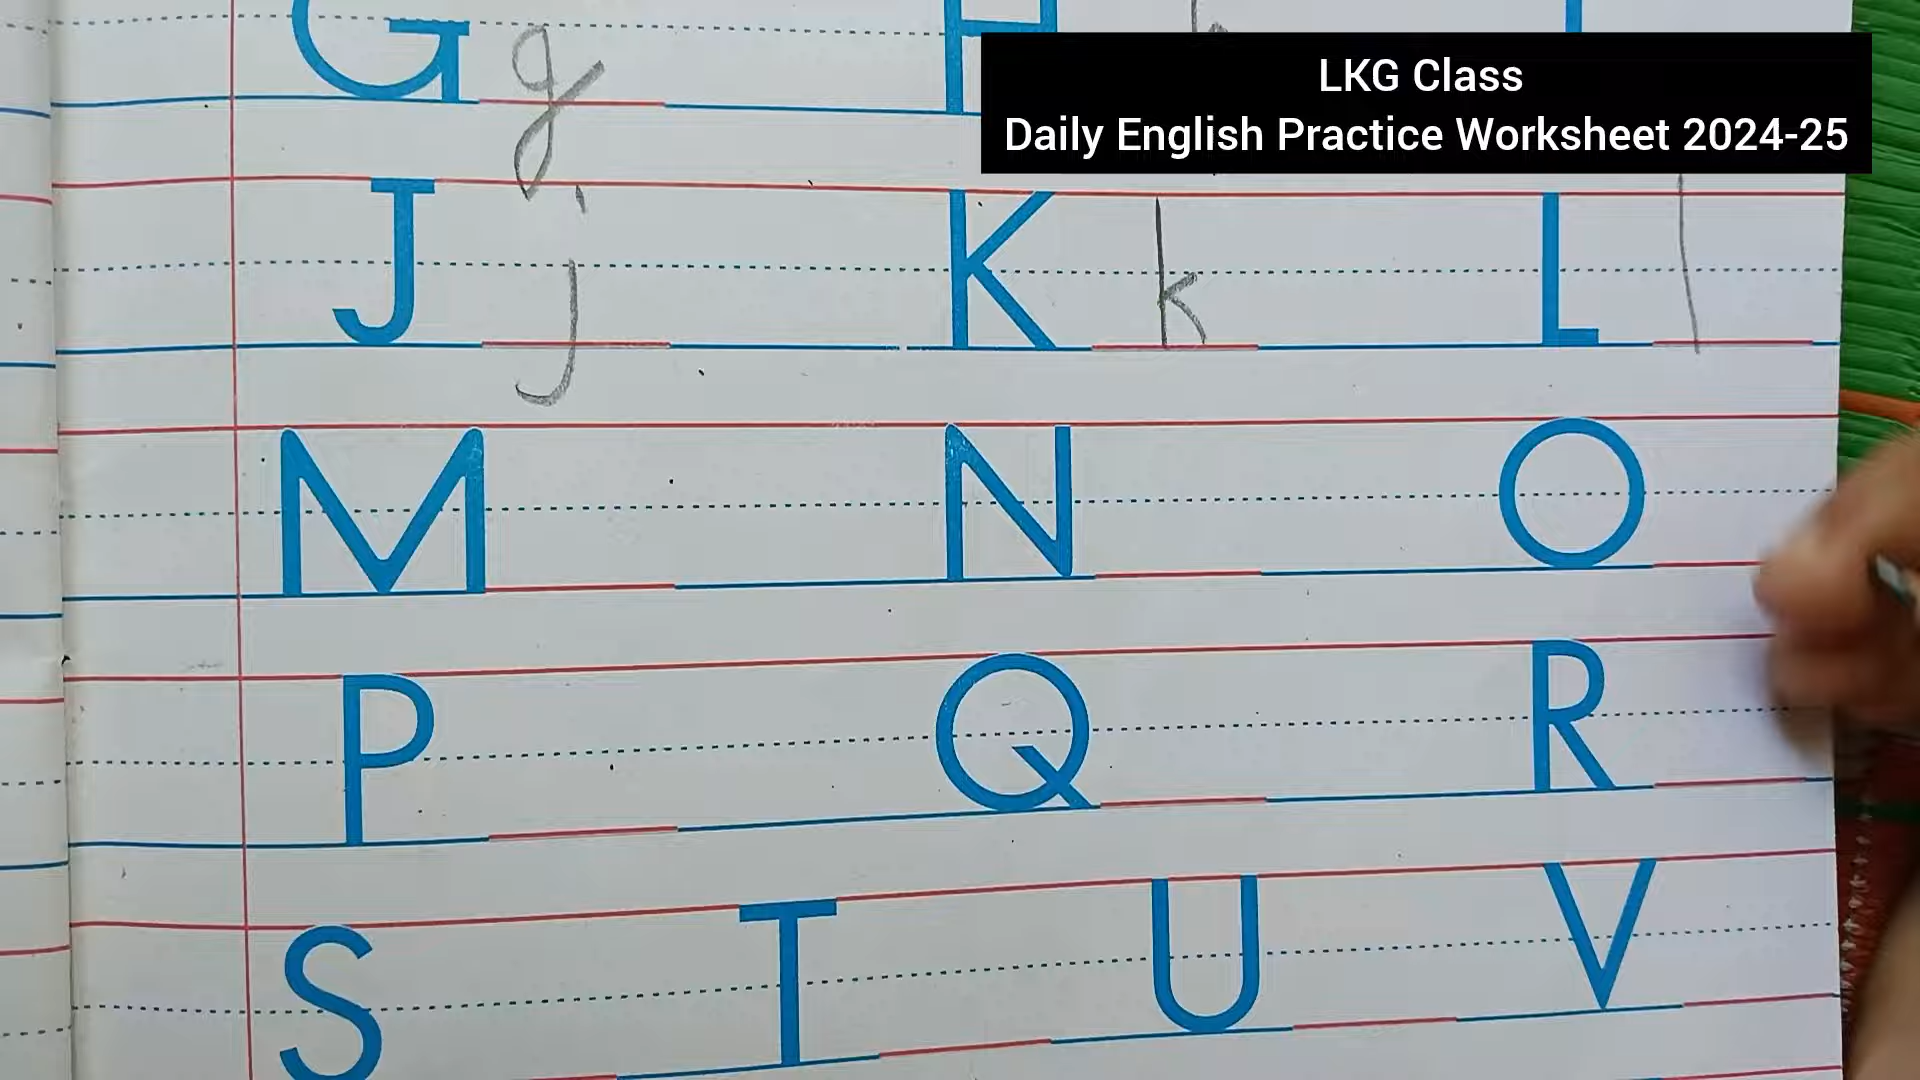 LKG Class
Daily English Practice Worksheet 2024-25
G g H h
J j K k L l
M N O
P Q R
S T U V